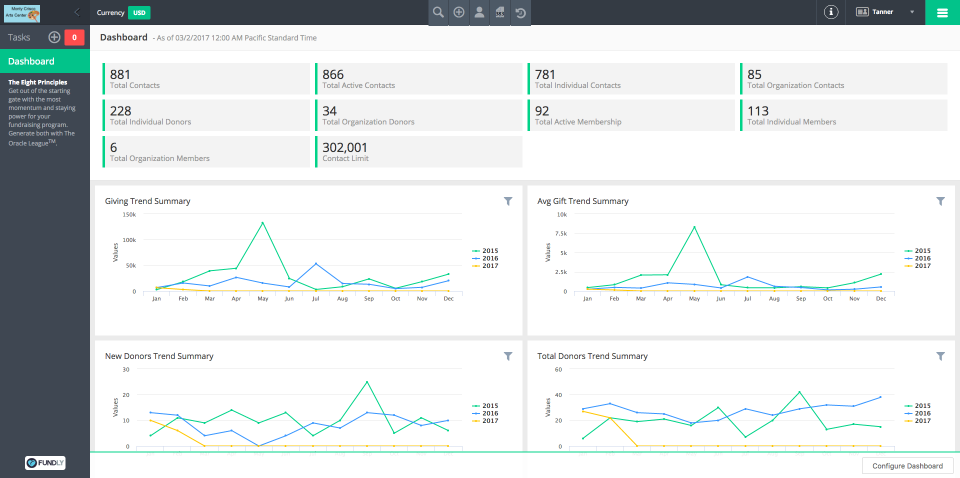 Monty Crisco
Arts Center
Currency USD
Tanner
Tasks 0
Dashboard
The Eight Principles
Get out of the starting
gate with the most
momentum and staying
power for your
fundraising program.
Generate both with The
Oracle League™.
FUNDLY
Dashboard - As of 03/2/2017 12:00 AM Pacific Standard Time
881
Total Contacts
866
Total Active Contacts
781
Total Individual Contacts
85
Total Organization Contacts
228
Total Individual Donors
34
Total Organization Donors
92
Total Active Membership
113
Total Individual Members
6
Total Organization Members
302,001
Contact Limit
Giving Trend Summary
Values
150k
100k
50k
0
Jan Feb Mar Apr May Jun Jul Aug Sep Oct Nov Dec
2015
2016
2017
Avg Gift Trend Summary
Values
10k
7.5k
5k
2.5k
0
Jan Feb Mar Apr May Jun Jul Aug Sep Oct Nov Dec
2015
2016
2017
New Donors Trend Summary
Values
30
20
10
0
2015
2016
2017
Total Donors Trend Summary
Values
60
40
20
0
2015
2016
2017
Configure Dashboard